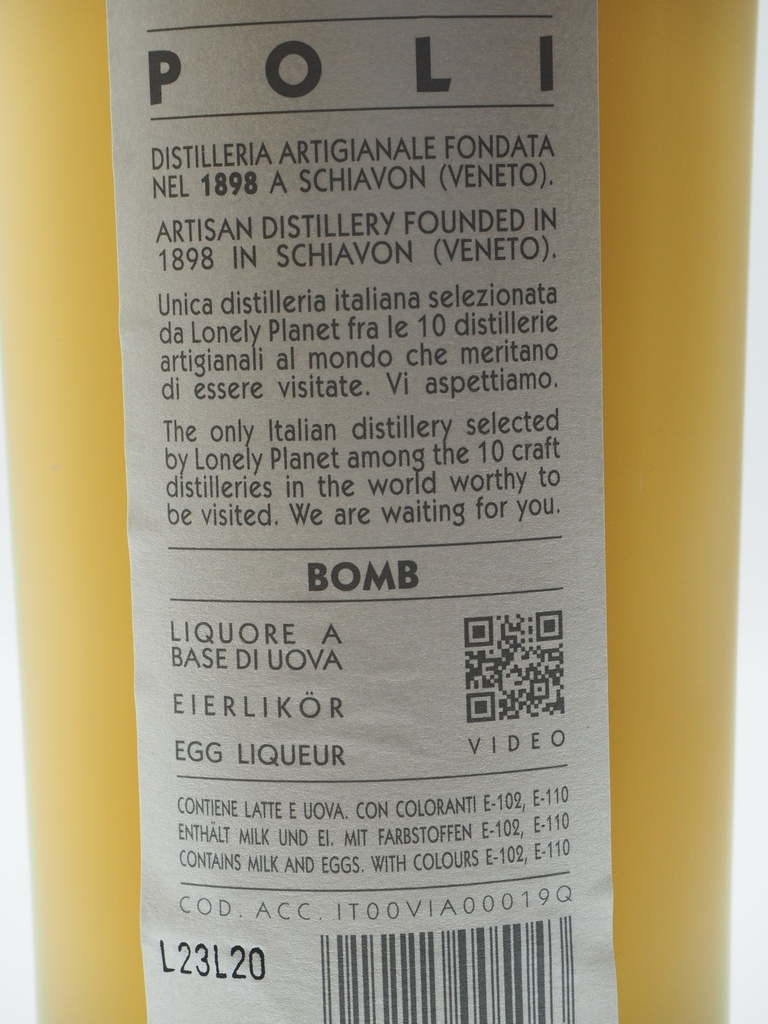 POLI
DISTILLERIA ARTIGIANALE FONDATA
NEL 1898 A SCHIAVON (VENETO).
ARTISAN DISTILLERY FOUNDED IN
1898 IN SCHIAVON (VENETO).
Unica distilleria italiana selezionata
da Lonely Planet fra le 10 distillerie
artigianali al mondo che meritano
di essere visitate. Vi aspettiamo.
The only Italian distillery selected
by Lonely Planet among the 10 craft
distilleries in the world worthy to
be visited. We are waiting for you.
BOMB
LIQUORE A
BASE DI UOVA
EIERLIKÖR
EGG LIQUEUR
VIDEO
CONTIENE LATTE E UOVA. CON COLORANTI E-102, E-110
ENTHÄLT MILK UND EI. MIT FARBSTOFFEN E-102, E-110
CONTAINS MILK AND EGGS. WITH COLOURS E-102, E-110
COD. ACC. IT00VIA00019Q
L23L20